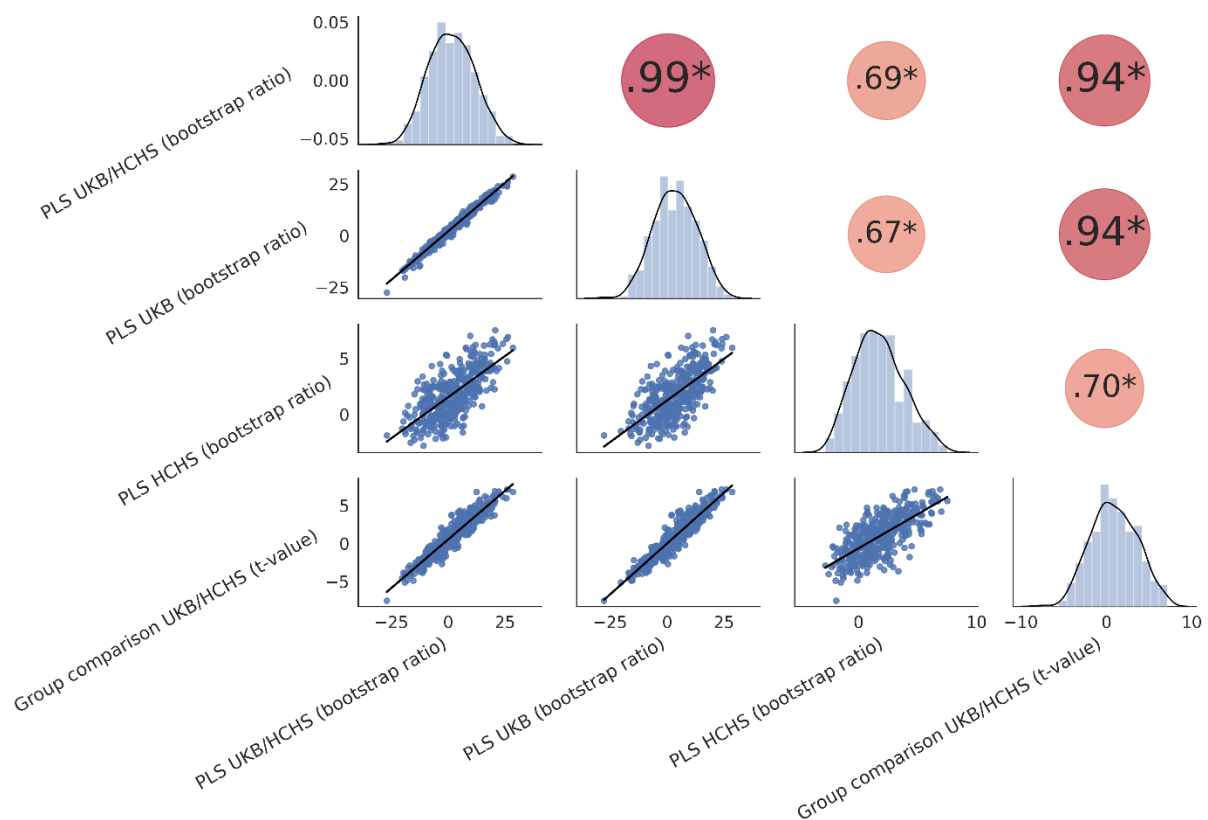 0.05
0.00
−0.05
PLS UKB/HCHS (bootstrap ratio)
.99*
.69*
.94*
25
0
−25
PLS UKB (bootstrap ratio)
.67*
.94*
5
0
PLS HCHS (bootstrap ratio)
.70*
5
0
−5
Group comparison UKB/HCHS (t-value)
−25 0 25
−25 0 25
0 10
−10 0 10
PLS UKB/HCHS (bootstrap ratio)
PLS UKB (bootstrap ratio)
PLS HCHS (bootstrap ratio)
Group comparison UKB/HCHS (t-value)